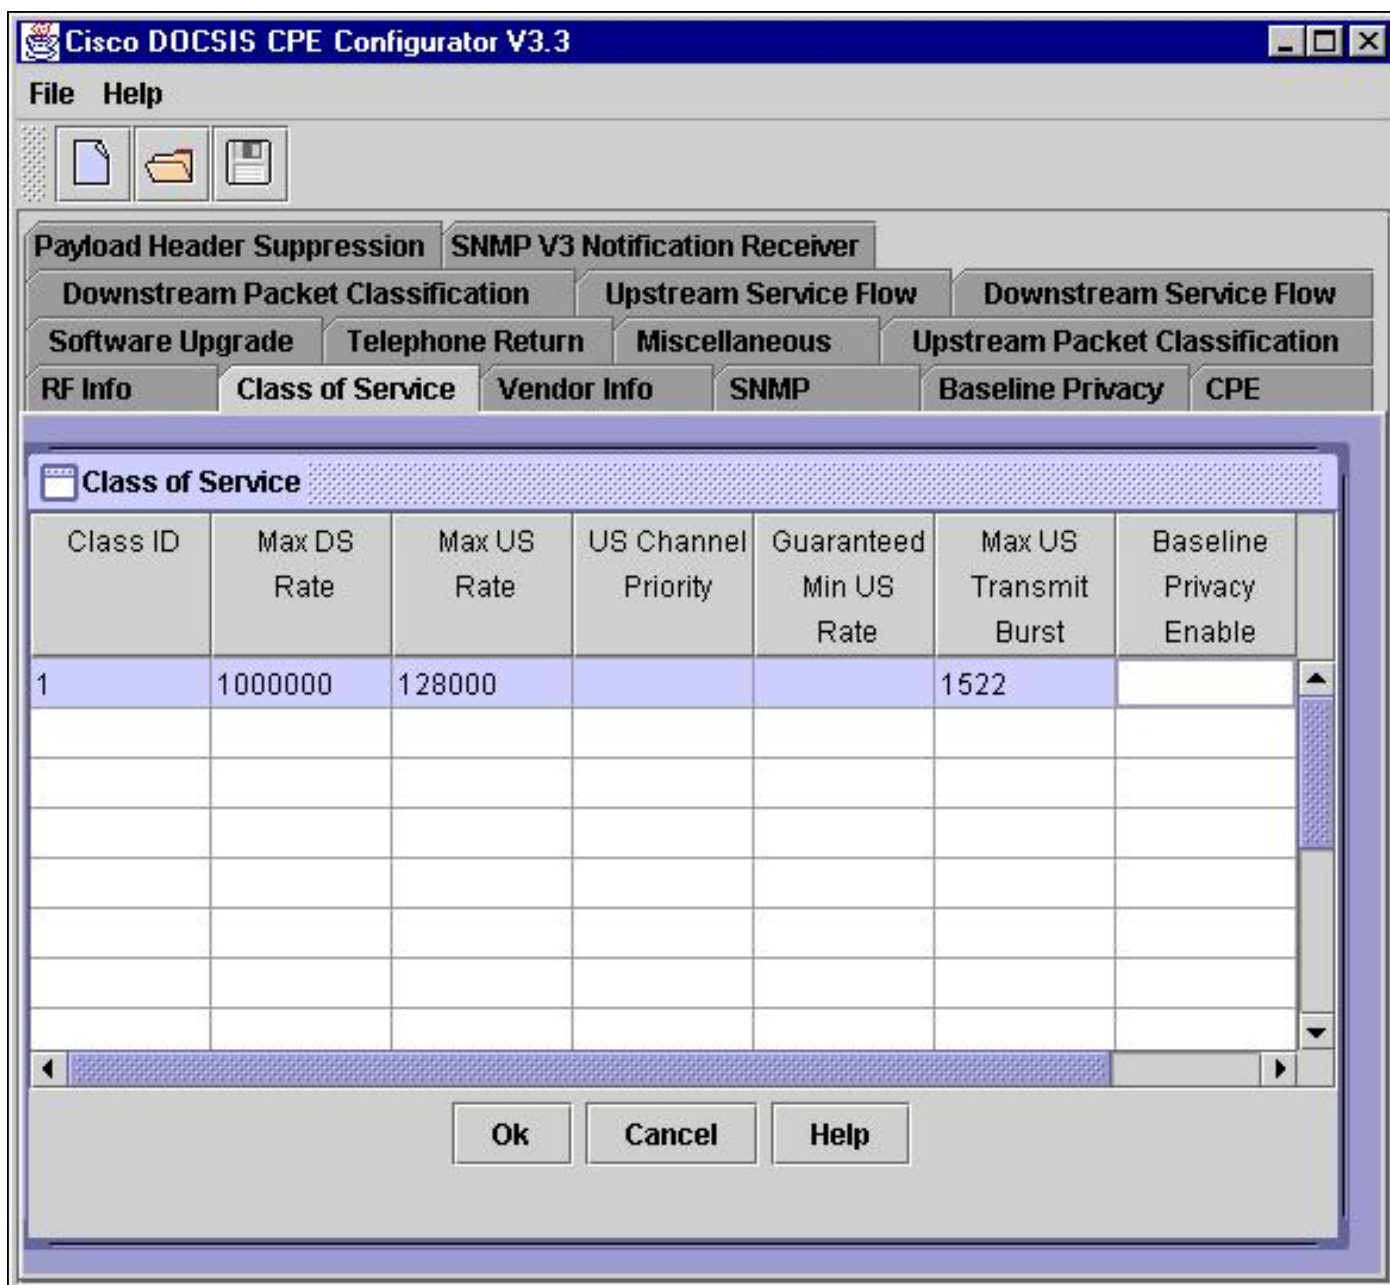 Cisco DOCSIS CPE Configurator V3.3
File Help
Payload Header Suppression SNMP V3 Notification Receiver
Downstream Packet Classification Upstream Service Flow Downstream Service Flow
Software Upgrade Telephone Return Miscellaneous Upstream Packet Classification
RF Info Class of Service Vendor Info SNMP Baseline Privacy CPE
Class of Service
Class ID Max DS Max US US Channel Guaranteed Max US Baseline
Rate Rate Priority Min US Transmit Privacy
Rate Burst Enable
1 1000000 128000 1522
Ok Cancel Help